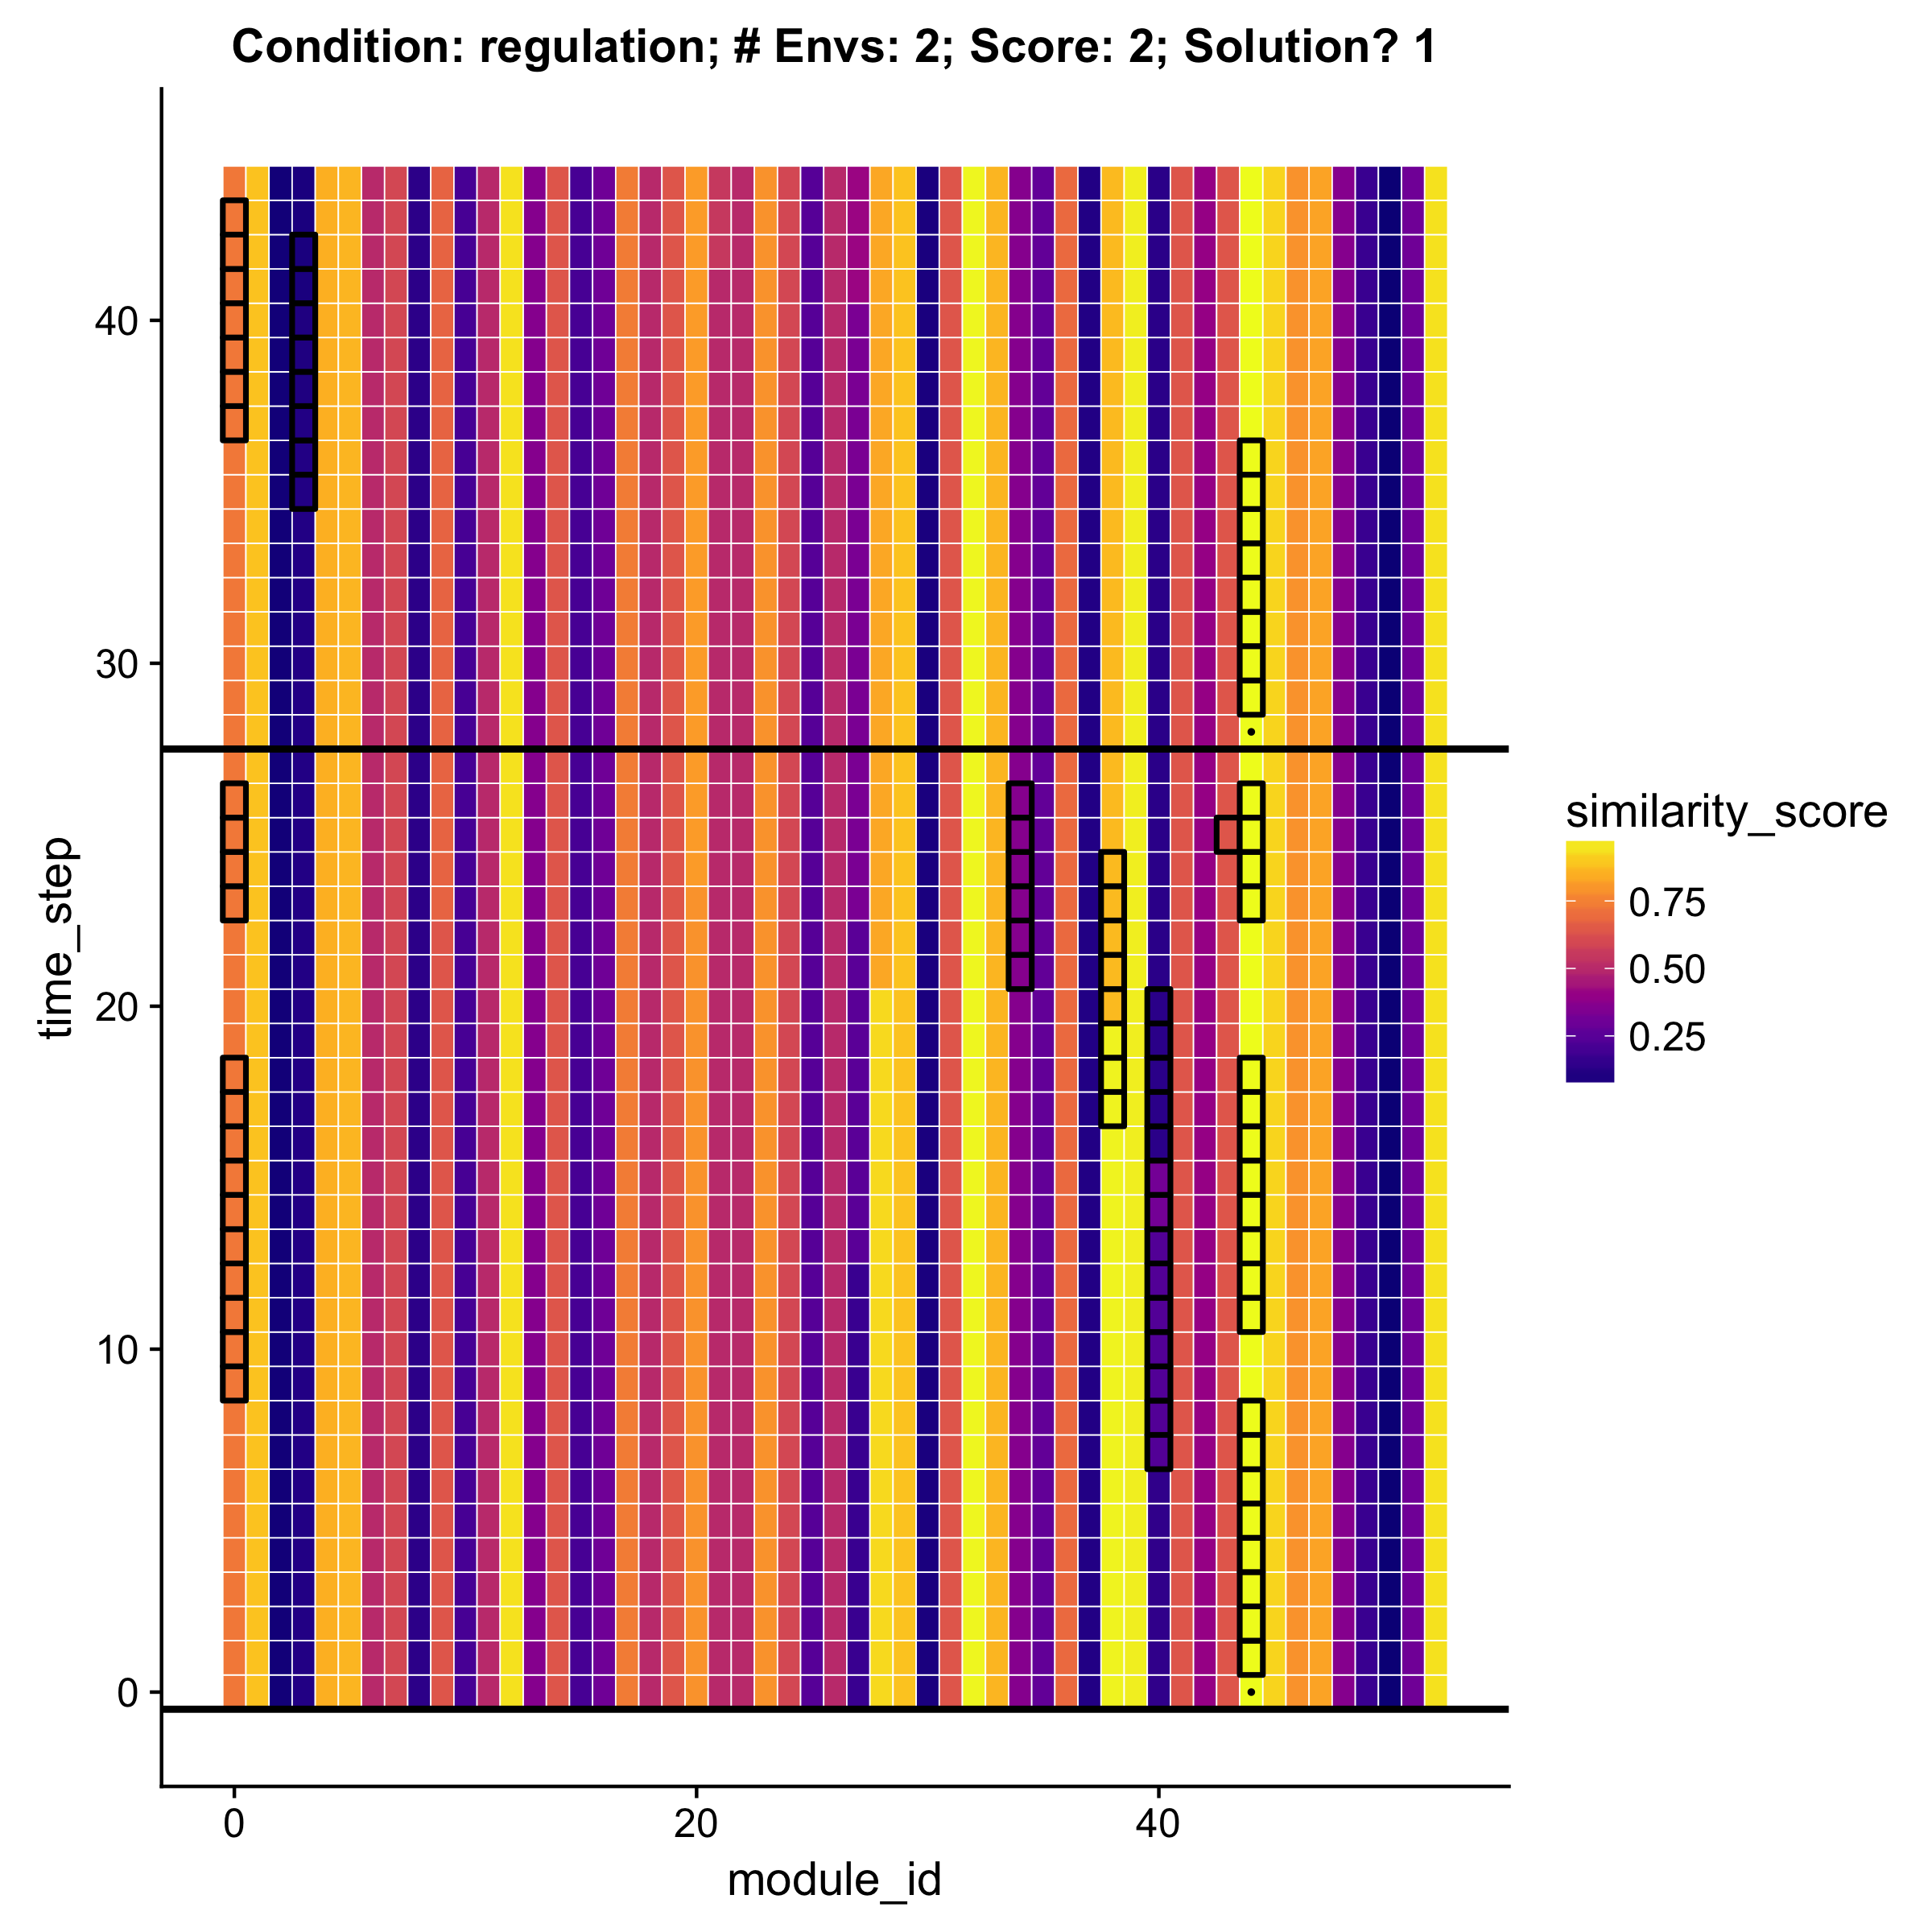 Condition: regulation; # Envs: 2; Score: 2; Solution? 1
time_step
40
30
20
10
0
0
20
40
module_id
similarity_score
0.75
0.50
0.25